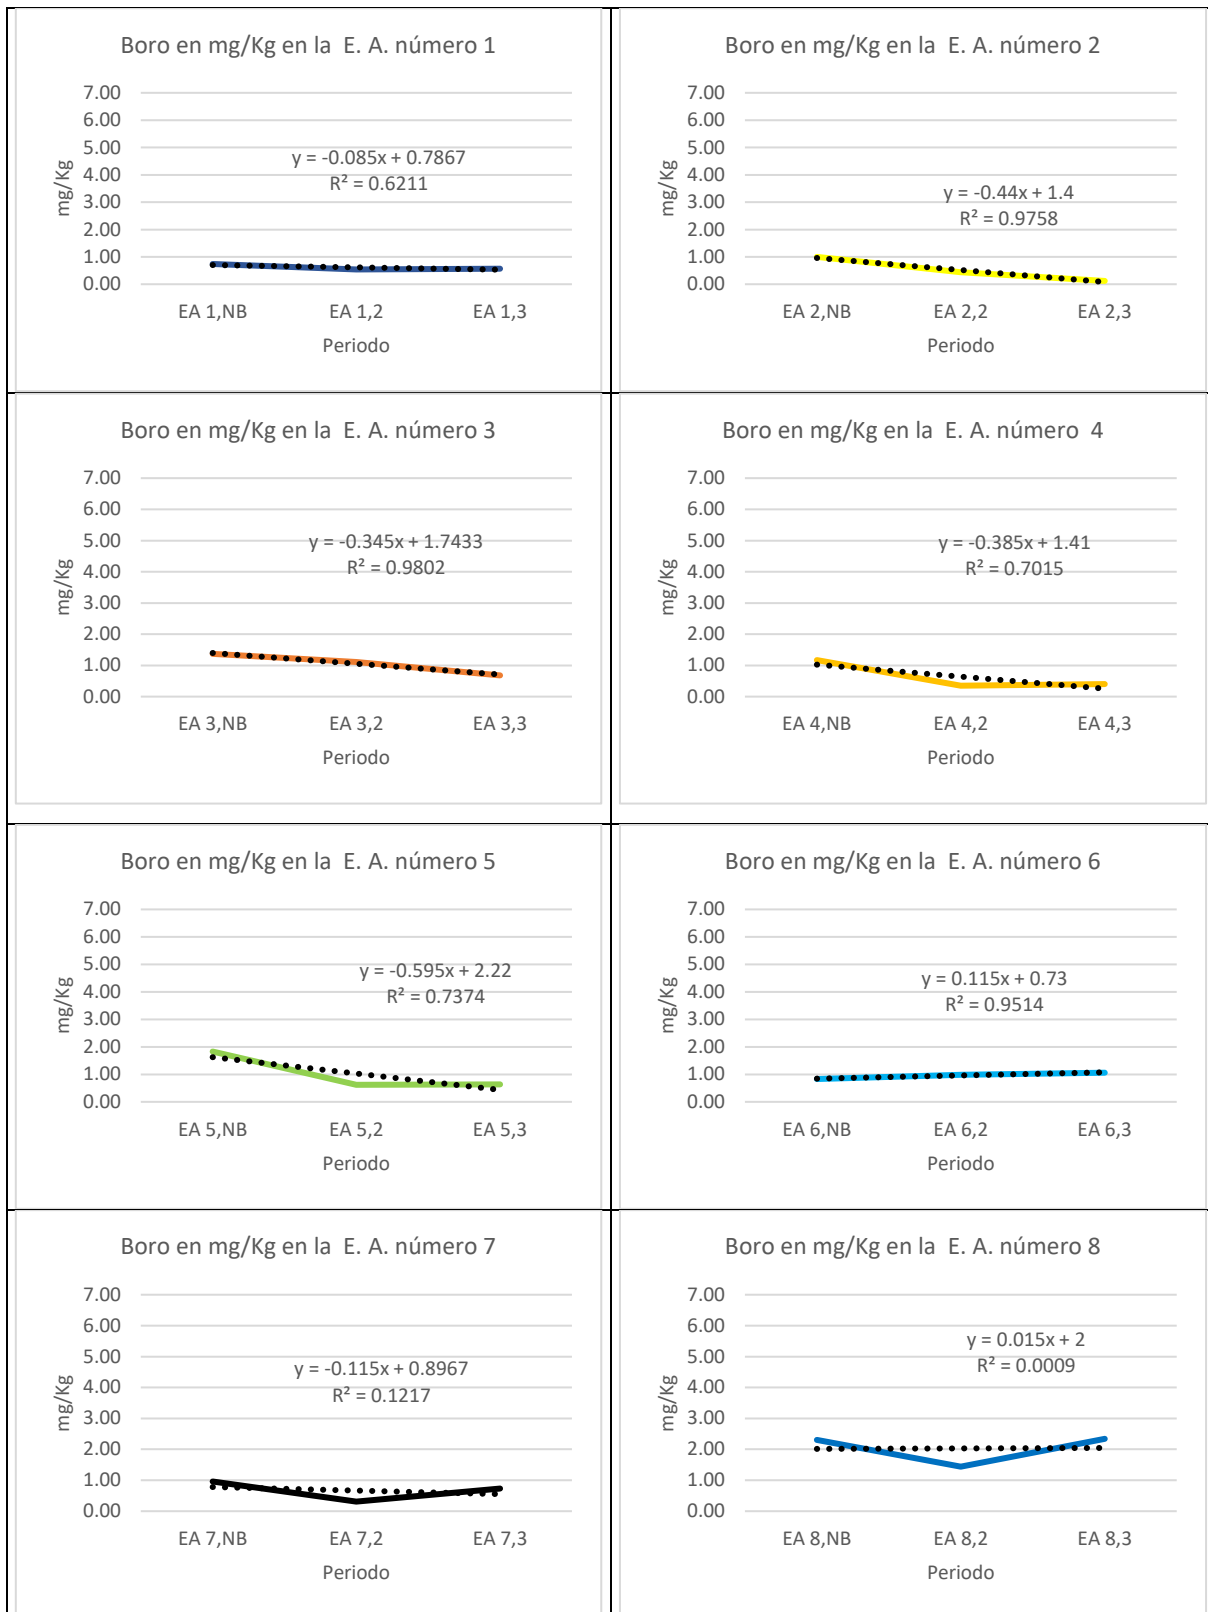 Boro en mg/Kg en la E. A. número 1
7.00
6.00
5.00
4.00
3.00
2.00
1.00
0.00
mg/Kg
y = -0.085x + 0.7867
R² = 0.6211
EA 1,NB EA 1,2 EA 1,3
Periodo
Boro en mg/Kg en la E. A. número 2
7.00
6.00
5.00
4.00
3.00
2.00
1.00
0.00
mg/Kg
y = -0.44x + 1.4
R² = 0.9758
EA 2,NB EA 2,2 EA 2,3
Periodo
Boro en mg/Kg en la E. A. número 3
7.00
6.00
5.00
4.00
3.00
2.00
1.00
0.00
mg/Kg
y = -0.345x + 1.7433
R² = 0.9802
EA 3,NB EA 3,2 EA 3,3
Periodo
Boro en mg/Kg en la E. A. número 4
7.00
6.00
5.00
4.00
3.00
2.00
1.00
0.00
mg/Kg
y = -0.385x + 1.41
R² = 0.7015
EA 4,NB EA 4,2 EA 4,3
Periodo
Boro en mg/Kg en la E. A. número 5
7.00
6.00
5.00
4.00
3.00
2.00
1.00
0.00
mg/Kg
y = -0.595x + 2.22
R² = 0.7374
EA 5,NB EA 5,2 EA 5,3
Periodo
Boro en mg/Kg en la E. A. número 6
7.00
6.00
5.00
4.00
3.00
2.00
1.00
0.00
mg/Kg
y = 0.115x + 0.73
R² = 0.9514
EA 6,NB EA 6,2 EA 6,3
Periodo
Boro en mg/Kg en la E. A. número 7
7.00
6.00
5.00
4.00
3.00
2.00
1.00
0.00
mg/Kg
y = -0.115x + 0.8967
R² = 0.1217
EA 7,NB EA 7,2 EA 7,3
Periodo
Boro en mg/Kg en la E. A. número 8
7.00
6.00
5.00
4.00
3.00
2.00
1.00
0.00
mg/Kg
y = 0.015x + 2
R² = 0.0009
EA 8,NB EA 8,2 EA 8,3
Periodo